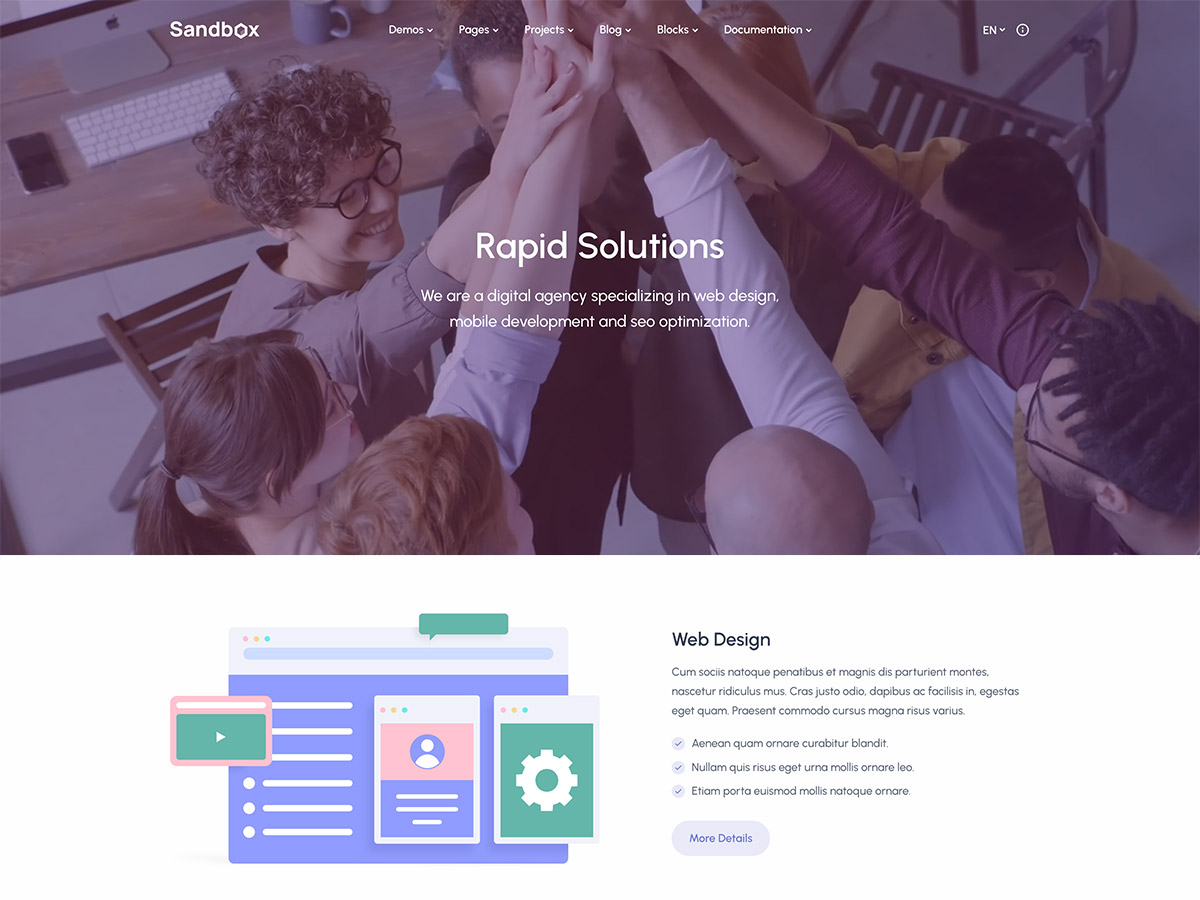 Sandbox
Demos Pages Projects Blog Blocks Documentation
EN
Rapid Solutions
We are a digital agency specializing in web design,
mobile development and seo optimization.
Web Design
Cum sociis natoque penatibus et magnis dis parturient montes,
nascetur ridiculus mus. Cras justo odio, dapibus ac facilisis in, egestas
eget quam. Praesent commodo cursus magna risus varius.
Aenean quam ornare curabitur blandit.
Nullam quis risus eget urna mollis ornare leo.
Etiam porta euismod mollis natoque ornare.
More Details